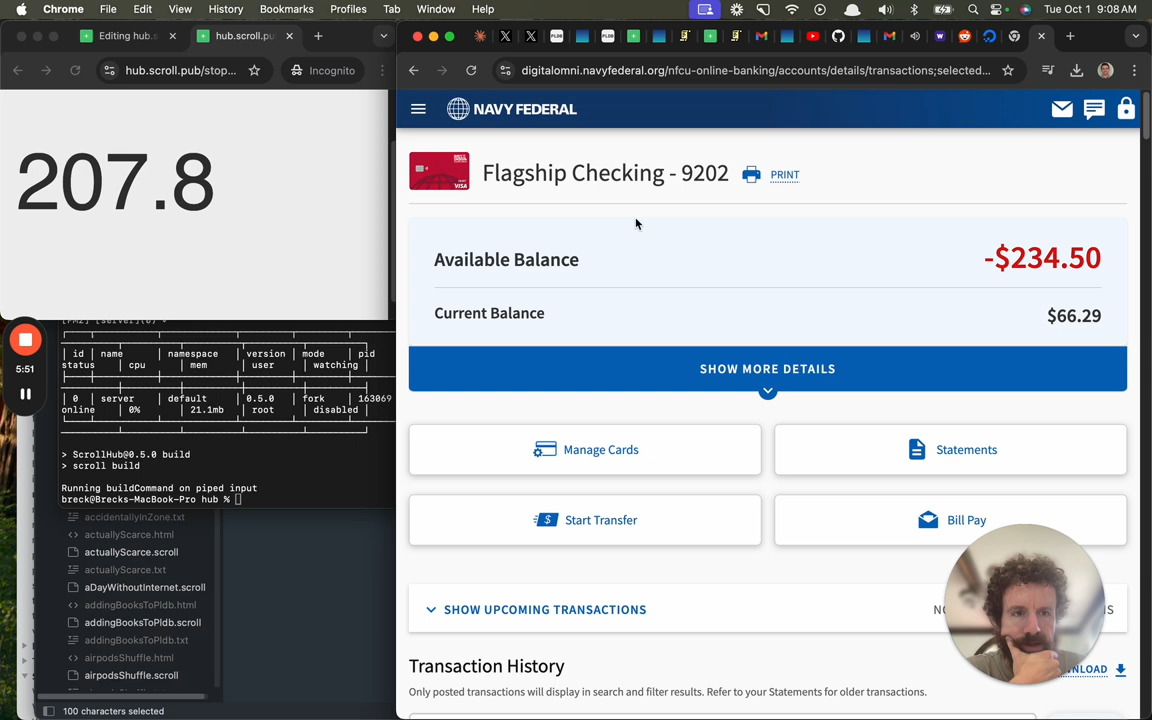 Chrome File Edit View History Bookmarks Profiles Tab Window Help
Tue Oct 1 9:08 AM
Editing hub.s
hub.scroll.pu
hub.scroll.pub/stop...
Incognito
207.8
5:51
| id | name | namespace | version | mode | pid
status | cpu | mem | user | watching |
| 0 | server | default | 0.5.0 | fork | 163069
online | 0% | 21.1mb | root | disabled |
> ScrollHub@0.5.0 build
> scroll build
Running buildCommand on piped input
breck@Brecks-MacBook-Pro hub %
accidentallyInZone.txt
actuallyScarce.html
actuallyScarce.scroll
actuallyScarce.txt
aDayWithoutInternet.scroll
addingBooksToPldb.html
addingBooksToPldb.scroll
addingBooksToPldb.txt
airpodsShuffle.html
airpodsShuffle.scroll
100 characters selected
digitalomni.navyfederal.org/nfcu-online-banking/accounts/details/transactions;selected...
NAVY FEDERAL
Flagship Checking - 9202
PRINT
Available Balance
-$234.50
Current Balance
$66.29
SHOW MORE DETAILS
Manage Cards
Statements
Start Transfer
Bill Pay
SHOW UPCOMING TRANSACTIONS
Transaction History
Only posted transactions will display in search and filter results. Refer to your Statements for older transactions.